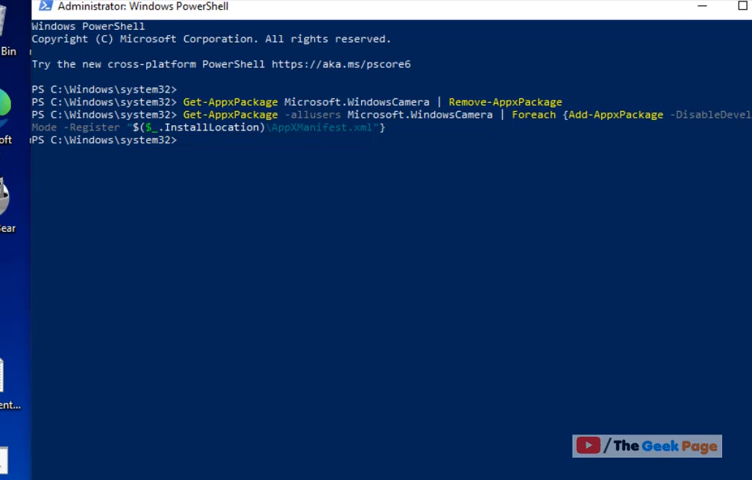 Administrator: Windows PowerShell
Windows PowerShell
Copyright (C) Microsoft Corporation. All rights reserved.
Try the new cross-platform PowerShell https://aka.ms/pscore6
PS C:\Windows\system32>
PS C:\Windows\system32> Get-AppxPackage Microsoft.WindowsCamera | Remove-AppxPackage
PS C:\Windows\system32> Get-AppxPackage -allusers Microsoft.WindowsCamera | Foreach {Add-AppxPackage -DisableDevel
Mode -Register "$($_.InstallLocation)\AppXManifest.xml"}
PS C:\Windows\system32>
Bin
oft
ear
ent...
/The Geek Page